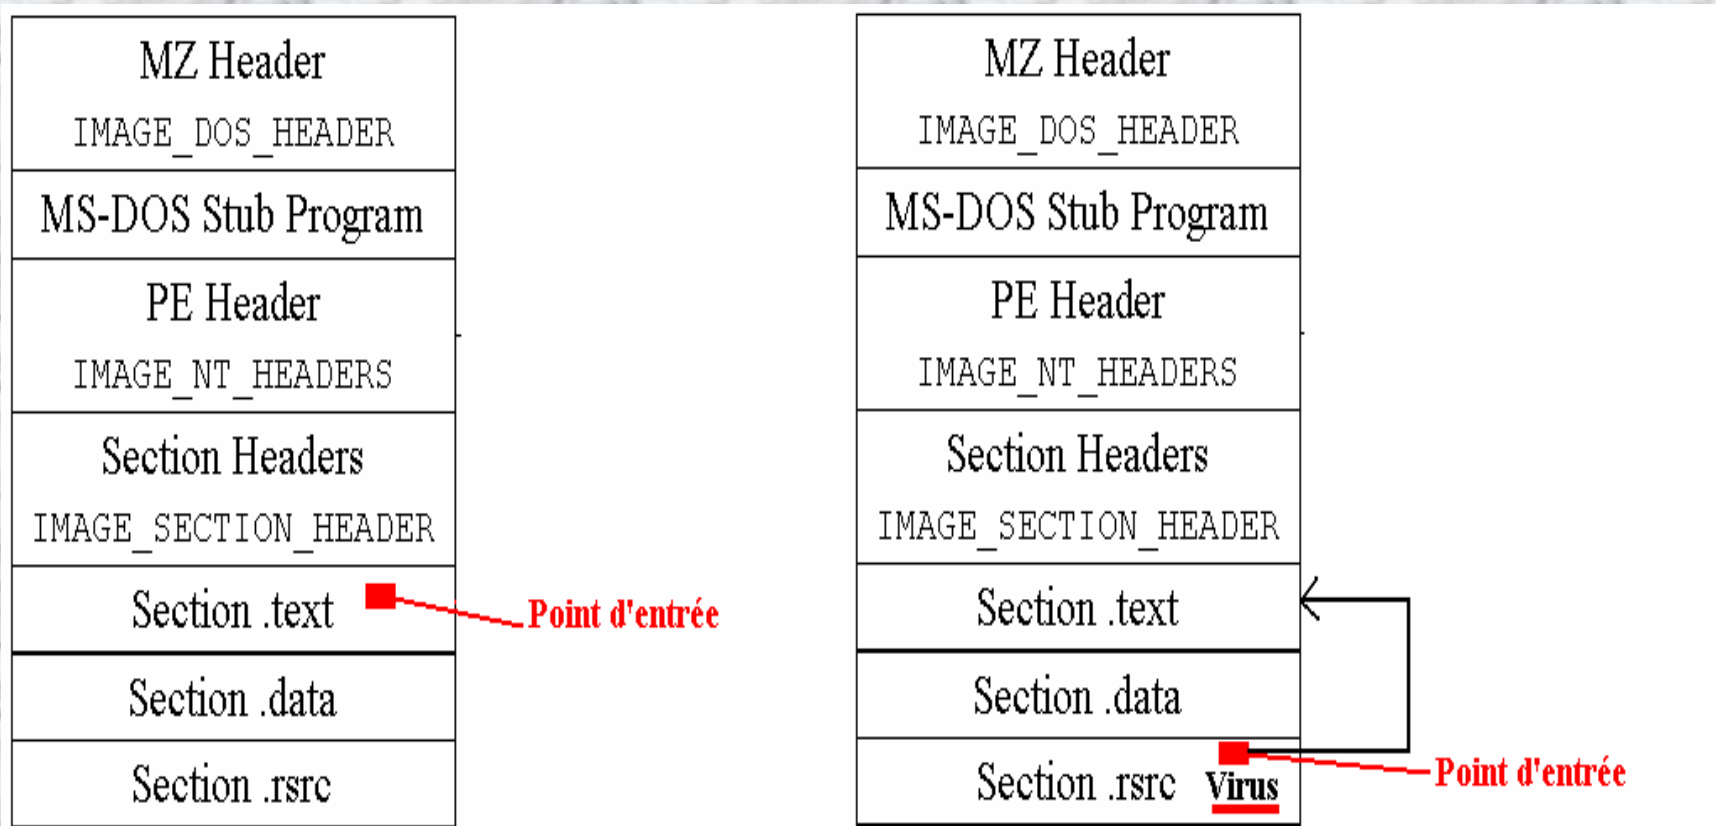 MZ Header
IMAGE_DOS_HEADER
MS-DOS Stub Program
PE Header
IMAGE_NT_HEADERS
Section Headers
IMAGE_SECTION_HEADER
Section .text
Point d'entrée
Section .data
Section .rsrc
MZ Header
IMAGE_DOS_HEADER
MS-DOS Stub Program
PE Header
IMAGE_NT_HEADERS
Section Headers
IMAGE_SECTION_HEADER
Section .text
Section .data
Section .rsrc Virus
Point d'entrée